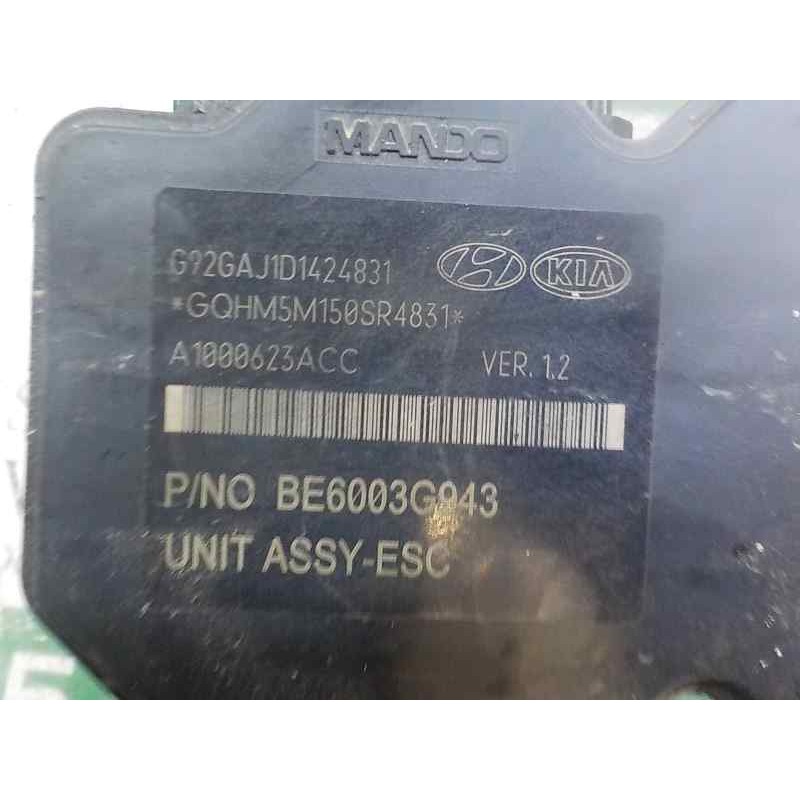 MANDO
G92GAJ1D1424831
*GQHM5M150SR4831*
KIA
A1000623ACC VER. 1.2
P/NO BE6003G943
UNIT ASSY-ESC